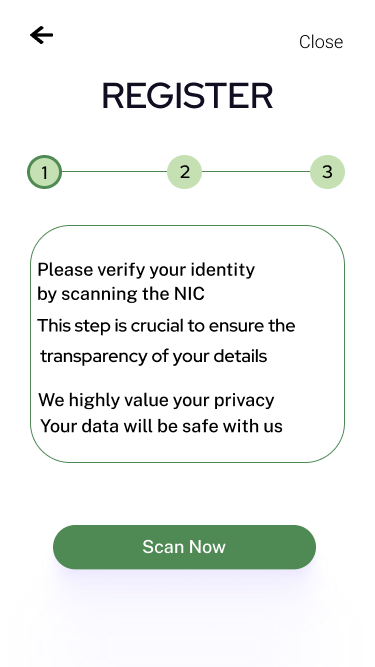 Close
REGISTER
1 2 3
Please verify your identity
by scanning the NIC
This step is crucial to ensure the
transparency of your details
We highly value your privacy
Your data will be safe with us
Scan Now